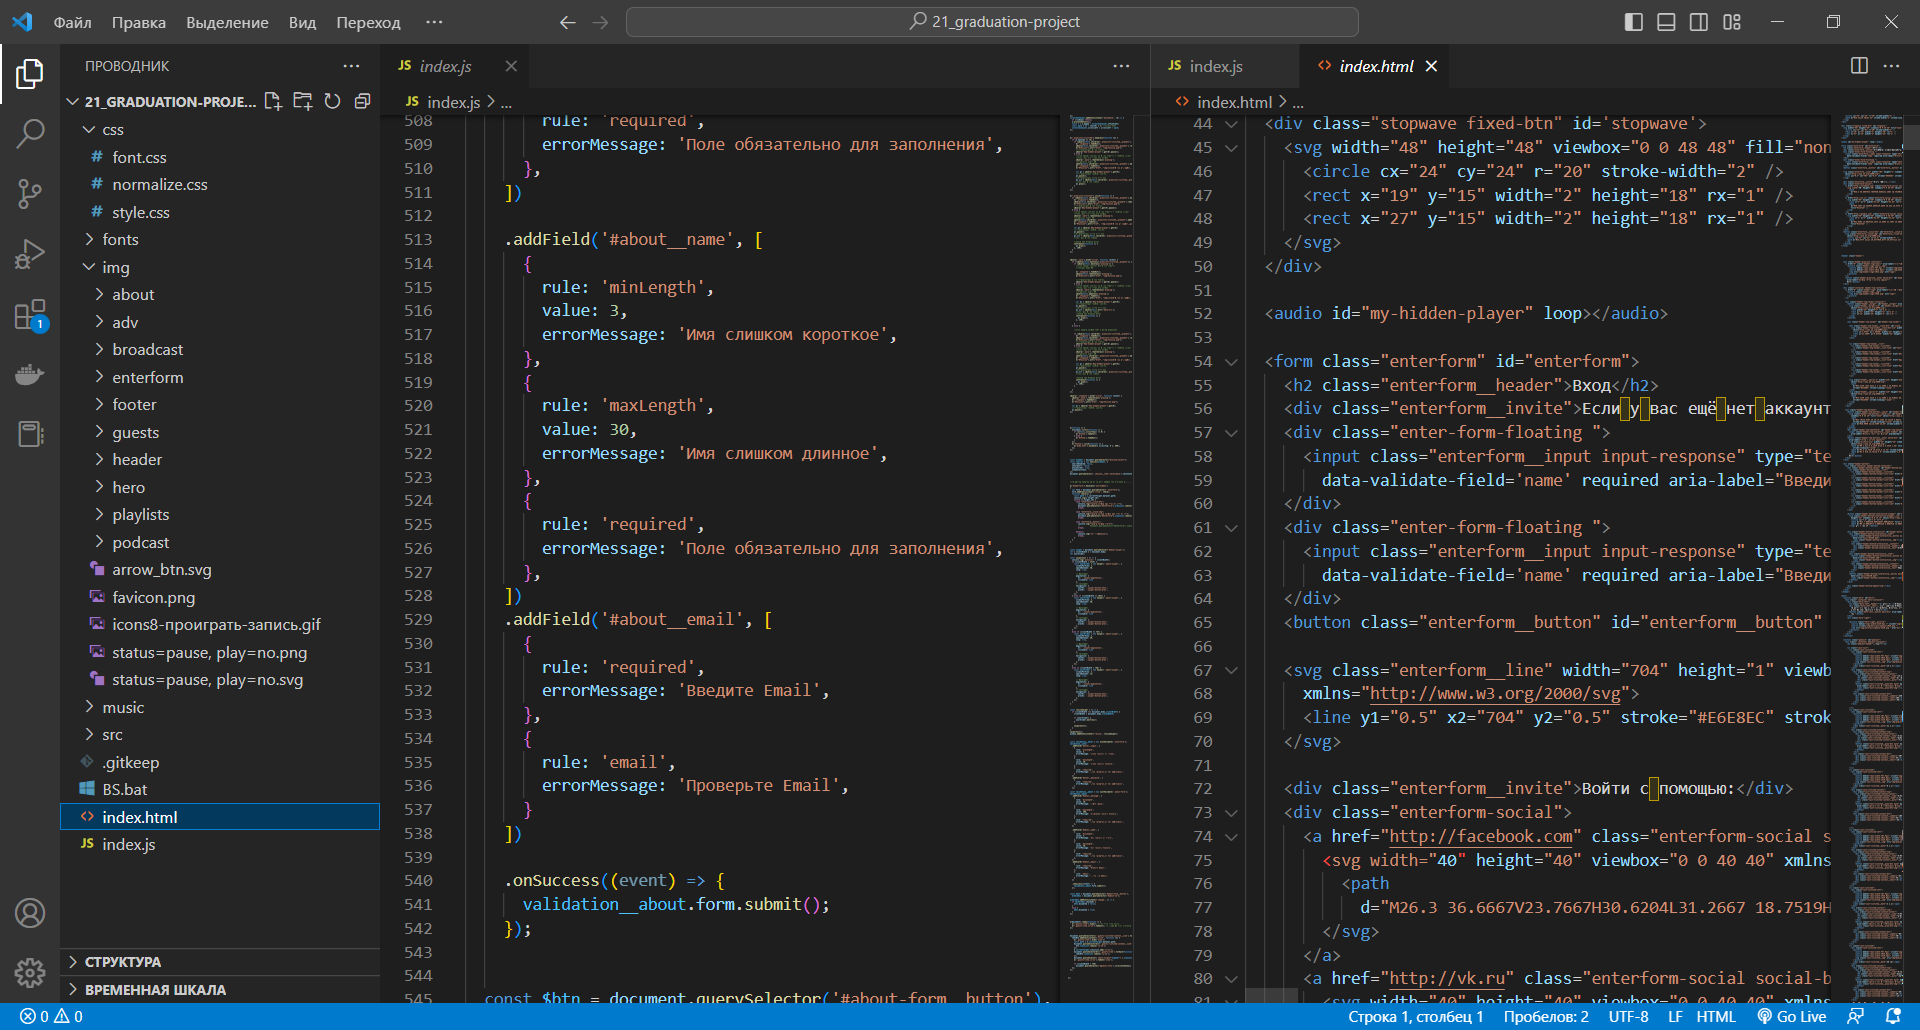 Файл Правка Выделение Вид Переход ··· 21_graduation-project
ПРОВОДНИК ···
21_GRADUATION-PROJE...
css
font.css
normalize.css
style.css
fonts
img
about
adv
broadcast
enterform
footer
guests
header
hero
playlists
podcast
arrow_btn.svg
favicon.png
icons8-проиграть-запись.gif
status=pause, play=no.png
status=pause, play=no.svg
music
src
.gitkeep
BS.bat
index.html
JS index.js
СТРУКТУРА
ВРЕМЕННАЯ ШКАЛА
1
JS index.js
JS index.js > ...
508 rule: 'required',
509 errorMessage: 'Поле обязательно для заполнения',
510 },
511 ])
512
513 .addField('#about__name', [
514 {
515 rule: 'minLength',
516 value: 3,
517 errorMessage: 'Имя слишком короткое',
518 },
519 {
520 rule: 'maxLength',
521 value: 30,
522 errorMessage: 'Имя слишком длинное',
523 },
524 {
525 rule: 'required',
526 errorMessage: 'Поле обязательно для заполнения',
527 },
528 ])
529 .addField('#about__email', [
530 {
531 rule: 'required',
532 errorMessage: 'Введите Email',
533 },
534 {
535 rule: 'email',
536 errorMessage: 'Проверьте Email',
537 }
538 ])
539
540 .onSuccess((event) => {
541 validation__about.form.submit();
542 });
543
544
545 const $btn = document.querySelector('#about-form__button'),
JS index.js <> index.html
<> index.html > ...
44 <div class="stopwave fixed-btn" id='stopwave'>
45 <svg width="48" height="48" viewbox="0 0 48 48" fill="non
46 <circle cx="24" cy="24" r="20" stroke-width="2" />
47 <rect x="19" y="15" width="2" height="18" rx="1" />
48 <rect x="27" y="15" width="2" height="18" rx="1" />
49 </svg>
50 </div>
51
52 <audio id="my-hidden-player" loop></audio>
53
54 <form class="enterform" id="enterform">
55 <h2 class="enterform__header">Вход</h2>
56 <div class="enterform__invite">Если у вас ещё нет аккаунт
57 <div class="enter-form-floating ">
58 <input class="enterform__input input-response" type="te
59 data-validate-field='name' required aria-label="Введи
60 </div>
61 <div class="enter-form-floating ">
62 <input class="enterform__input input-response" type="te
63 data-validate-field='name' required aria-label="Введи
64 </div>
65 <button class="enterform__button" id="enterform__button"
66
67 <svg class="enterform__line" width="704" height="1" viewb
68 xmlns="http://www.w3.org/2000/svg">
69 <line y1="0.5" x2="704" y2="0.5" stroke="#E6E8EC" strok
70 </svg>
71
72 <div class="enterform__invite">Войти с помощью:</div>
73 <div class="enterform-social">
74 <a href="http://facebook.com" class="enterform-social s
75 <svg width="40" height="40" viewbox="0 0 40 40" xmlns
76 <path
77 d="M26.3 36.6667V23.7667H30.6204L31.2667 18.7519H
78 </svg>
79 </a>
80 <a href="http://vk.ru" class="enterform-social social-b
81 <svg width="40" height="40" viewbox="0 0 40 40" xmlns
0 0 Строка 1, столбец 1 Пробелов: 2 UTF-8 LF HTML Go Live